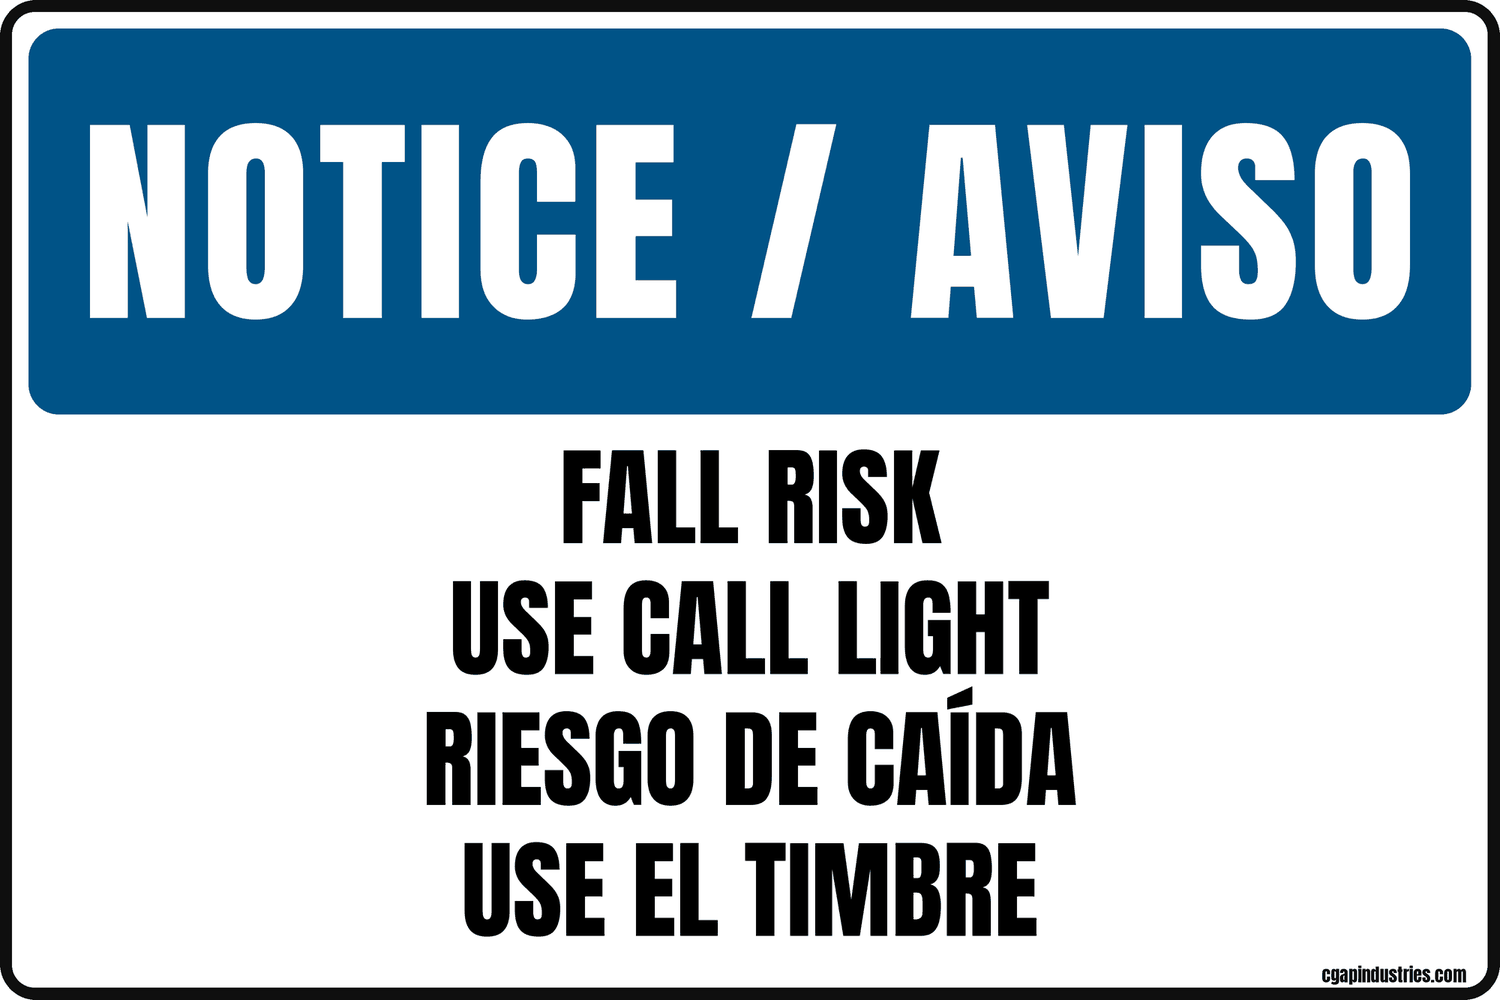 NOTICE / AVISO
FALL RISK
USE CALL LIGHT
RIESGO DE CAÍDA
USE EL TIMBRE
cgapindustries.com